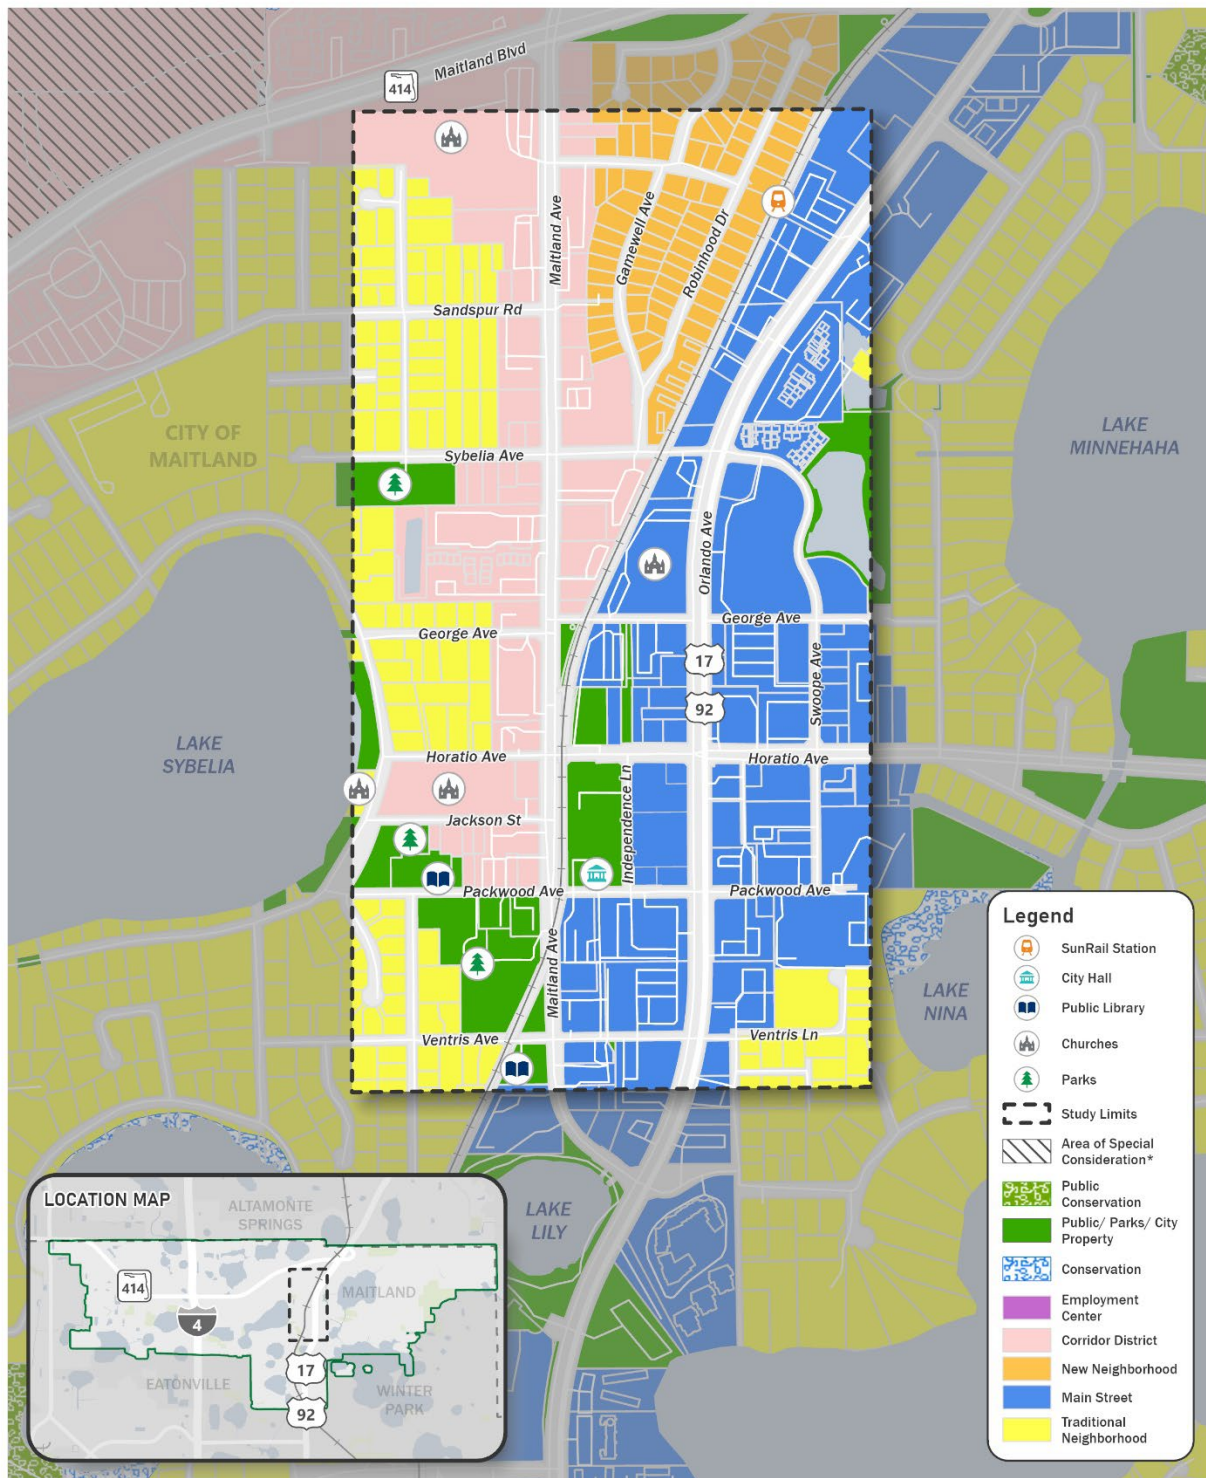 Maitland Blvd
414
Maitland Ave
Gamewell Ave
Robinhood Dr
Sandspur Rd
CITY OF
MAITLAND
LAKE
MINNEHAHA
Sybelia Ave
Orlando Ave
George Ave
George Ave
17
Swoope Ave
92
LAKE
SYBELIA
Horatio Ave
Horatio Ave
Independence Ln
Jackson St
Packwood Ave
Packwood Ave
Maitland Ave
LAKE
NINA
Ventris Ave
Ventris Ln
LAKE
LILY
Legend
SunRail Station
City Hall
Public Library
Churches
Parks
Study Limits
Area of Special
Consideration*
Public
Conservation
Public/ Parks/ City
Property
Conservation
Employment
Center
Corridor District
New Neighborhood
Main Street
Traditional
Neighborhood
LOCATION MAP
ALTAMONTE
SPRINGS
414
MAITLAND
4
17
EATONVILLE
WINTER
PARK
92